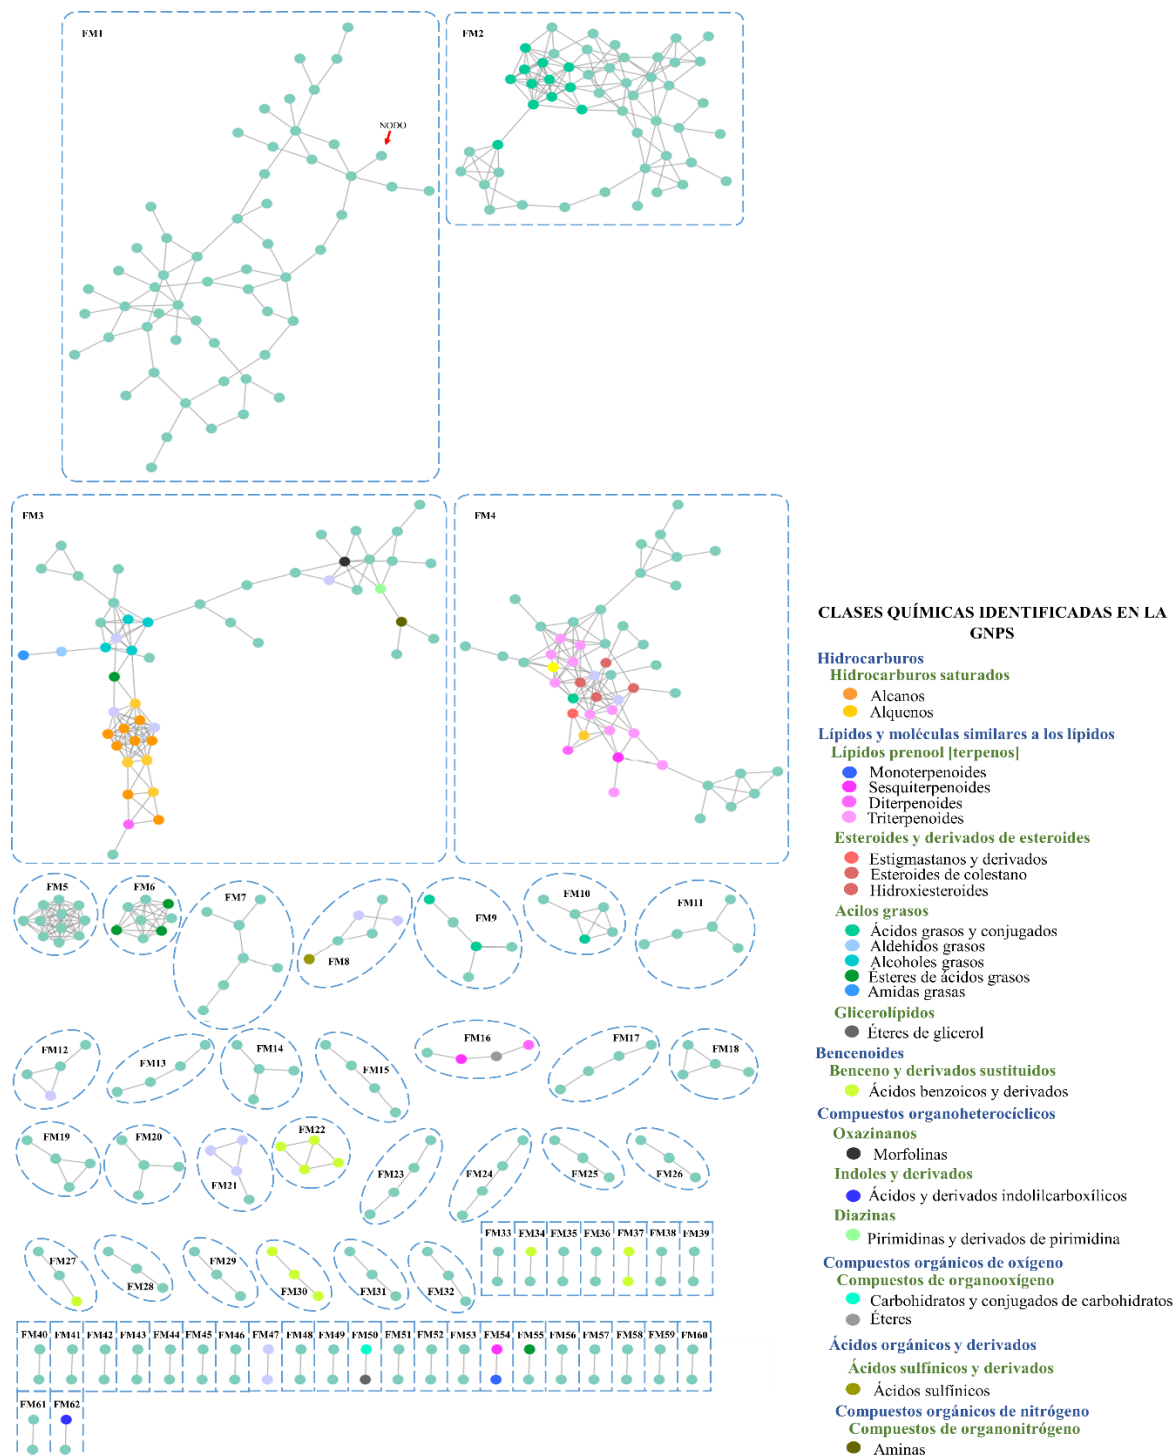 FM1
NODO
FM2
FM3
FM4
FM5
FM6
FM7
FM8
FM9
FM10
FM11
FM12
FM13
FM14
FM15
FM16
FM17
FM18
FM19
FM20
FM21
FM22
FM23
FM24
FM25
FM26
FM27
FM28
FM29
FM30
FM31
FM32
FM33 FM34 FM35 FM36 FM37 FM38 FM39
FM40 FM41 FM42 FM43 FM44 FM45 FM46 FM47 FM48 FM49 FM50 FM51 FM52 FM53 FM54 FM55 FM56 FM57 FM58 FM59 FM60
FM61 FM62
CLASES QUÍMICAS IDENTIFICADAS EN LA
GNPS
Hidrocarburos
Hidrocarburos saturados
Alcanos
Alquenos
Lípidos y moléculas similares a los lípidos
Lípidos prenool |terpenos|
Monoterpenoides
Sesquiterpenoides
Diterpenoides
Triterpenoides
Esteroides y derivados de esteroides
Estigmastanos y derivados
Esteroides de colestano
Hidroxiesteroides
Acilos grasos
Ácidos grasos y conjugados
Aldehídos grasos
Alcoholes grasos
Ésteres de ácidos grasos
Amidas grasas
Glicerolípidos
Éteres de glicerol
Bencenoides
Benceno y derivados sustituidos
Ácidos benzoicos y derivados
Compuestos organoheterocíclicos
Oxazinanos
Morfolinas
Indoles y derivados
Ácidos y derivados indolilcarboxílicos
Diazinas
Pirimidinas y derivados de pirimidina
Compuestos orgánicos de oxígeno
Compuestos de organooxígeno
Carbohidratos y conjugados de carbohidratos
Éteres
Ácidos orgánicos y derivados
Ácidos sulfínicos y derivados
Ácidos sulfínicos
Compuestos orgánicos de nitrógeno
Compuestos de organonitrógeno
Aminas